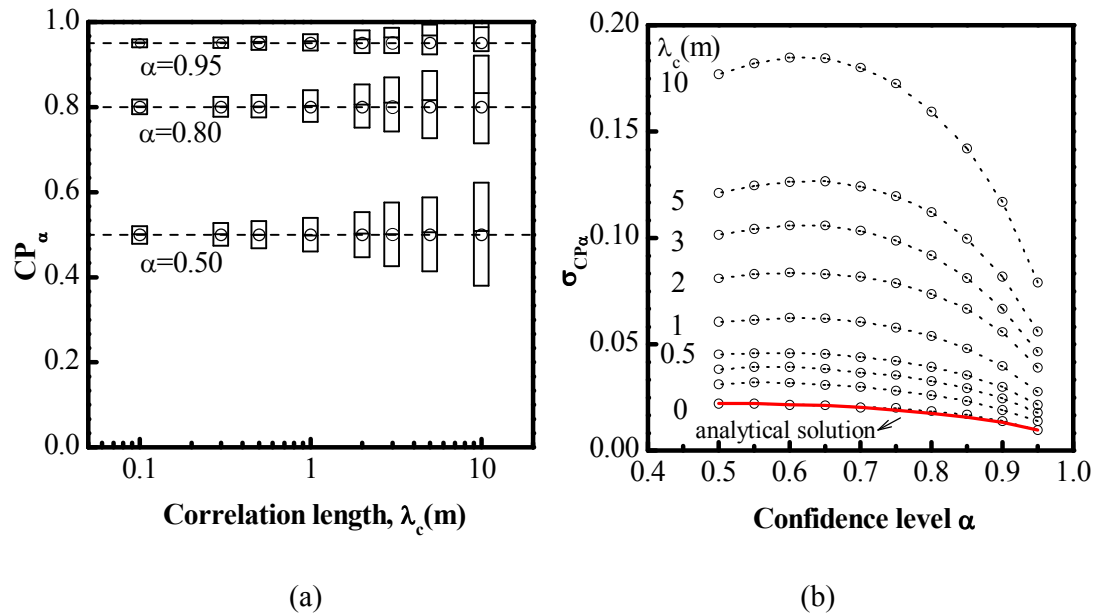 1.0
0.8
0.6
0.4
0.2
0.0
CPα
α=0.95
α=0.80
α=0.50
0.1
1
10
Correlation length, λc(m)
(a)
0.20
0.15
0.10
0.05
0.00
σCPα
λc(m)
10
5
3
2
1
0.5
0
analytical solution
0.4
0.5
0.6
0.7
0.8
0.9
1.0
Confidence level α
(b)